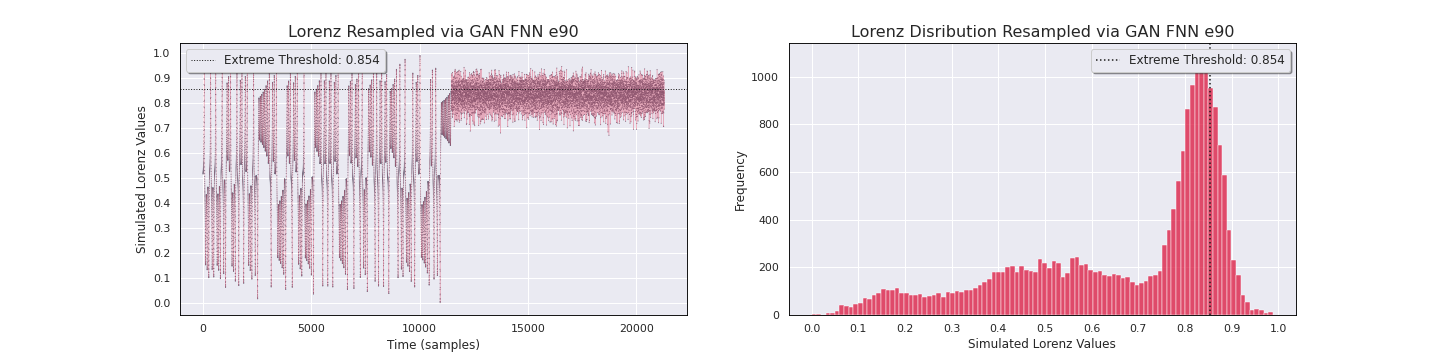 Lorenz Resampled via GAN FNN e90
Extreme Threshold: 0.854
1.0
0.9
0.8
0.7
0.6
0.5
0.4
0.3
0.2
0.1
0.0
Simulated Lorenz Values
0 5000 10000 15000 20000
Time (samples)
Lorenz Disribution Resampled via GAN FNN e90
Extreme Threshold: 0.854
1000
800
600
400
200
0
Frequency
0.0 0.1 0.2 0.3 0.4 0.5 0.6 0.7 0.8 0.9 1.0
Simulated Lorenz Values